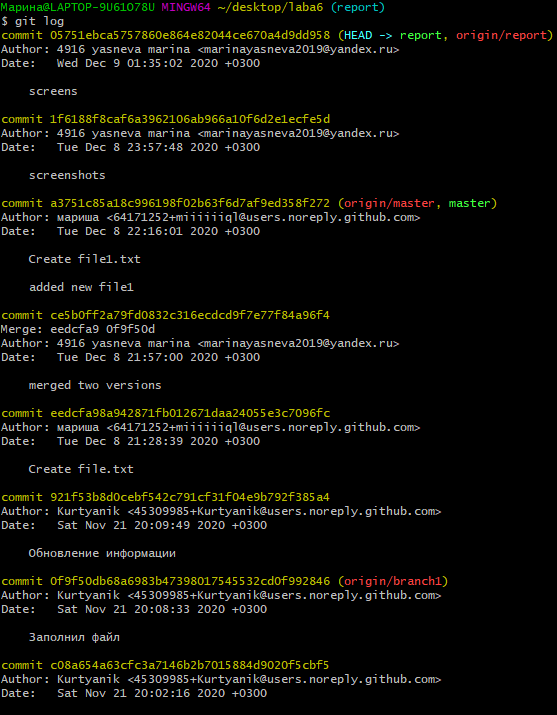 Марина@LAPTOP-9U61O78U MINGW64 ~/desktop/laba6 (report)
$ git log
commit 05751ebca5757860e864e82044ce670a4d9dd958 (HEAD -> report, origin/report)
Author: 4916 yasneva marina <marinayasneva2019@yandex.ru>
Date:   Wed Dec 9 01:35:02 2020 +0300
screens
commit 1f6188f8caf6a3962106ab966a10f6d2e1ecfe5d
Author: 4916 yasneva marina <marinayasneva2019@yandex.ru>
Date:   Tue Dec 8 23:57:48 2020 +0300
screenshots
commit a3751c85a18c996198f02b63f6d7af9ed358f272 (origin/master, master)
Author: мариша <64171252+miiiiiiql@users.noreply.github.com>
Date:   Tue Dec 8 22:16:01 2020 +0300
Create file1.txt
added new file1
commit ce5b0ff2a79fd0832c316ecdcd9f7e77f84a96f4
Merge: eedcfa9 0f9f50d
Author: 4916 yasneva marina <marinayasneva2019@yandex.ru>
Date:   Tue Dec 8 21:57:00 2020 +0300
merged two versions
commit eedcfa98a942871fb012671daa24055e3c7096fc
Author: мариша <64171252+miiiiiiql@users.noreply.github.com>
Date:   Tue Dec 8 21:28:39 2020 +0300
Create file.txt
commit 921f53b8d0cebf542c791cf31f04e9b792f385a4
Author: Kurtyanik <45309985+Kurtyanik@users.noreply.github.com>
Date:   Sat Nov 21 20:09:49 2020 +0300
Обновление информации
commit 0f9f50db68a6983b47398017545532cd0f992846 (origin/branch1)
Author: Kurtyanik <45309985+Kurtyanik@users.noreply.github.com>
Date:   Sat Nov 21 20:08:33 2020 +0300
Заполнил файл
commit c08a654a63cfc3a7146b2b7015884d9020f5cbf5
Author: Kurtyanik <45309985+Kurtyanik@users.noreply.github.com>
Date:   Sat Nov 21 20:02:16 2020 +0300